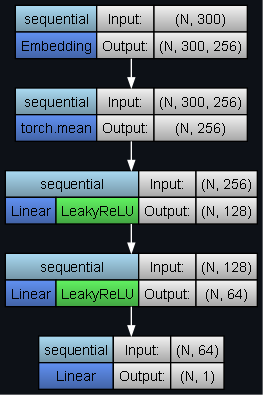 sequential Input: (N, 300)
Embedding Output: (N, 300, 256)
sequential Input: (N, 300, 256)
torch.mean Output: (N, 256)
sequential Input: (N, 256)
Linear LeakyReLU Output: (N, 128)
sequential Input: (N, 128)
Linear LeakyReLU Output: (N, 64)
sequential Input: (N, 64)
Linear Output: (N, 1)